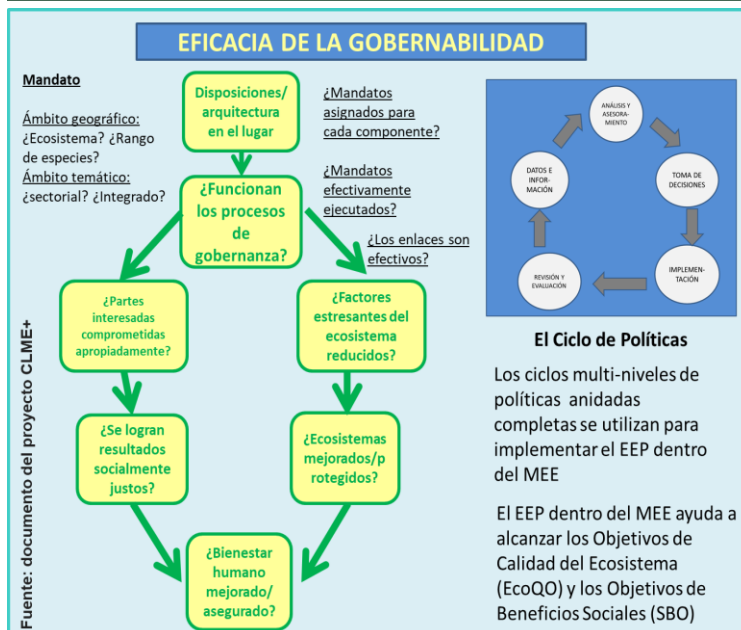 EFICACIA DE LA GOBERNABILIDAD
Mandato
Ámbito geográfico:
¿Ecosistema? ¿Rango
de especies?
Ámbito temático:
¿sectorial? ¿Integrado?
Disposiciones/
arquitectura
en el lugar
¿Mandatos
asignados para
cada componente?
¿Funcionan
los procesos
de
gobernanza?
¿Mandatos
efectivamente
ejecutados?
¿Los enlaces son
efectivos?
¿Partes
interesadas
comprometidas
apropiadamente?
¿Factores
estresantes del
ecosistema
reducidos?
¿Se logran
resultados
socialmente
justos?
¿Ecosistemas
mejorados/p
rotegidos?
¿Bienestar
humano
mejorado/
asegurado?
Fuente: documento del proyecto CLME+
ANÁLISIS Y
ASESORA-
MIENTO
TOMA DE
DECISIONES
IMPLEMEN-
TACIÓN
REVISIÓN Y
EVALUACIÓN
DATOS E
INFOR-
MACIÓN
El Ciclo de Políticas
Los ciclos multi-niveles de
políticas anidadas
completas se utilizan para
implementar el EEP dentro
del MEE
El EEP dentro del MEE ayuda a
alcanzar los Objetivos de
Calidad del Ecosistema
(EcoQO) y los Objetivos de
Beneficios Sociales (SBO)